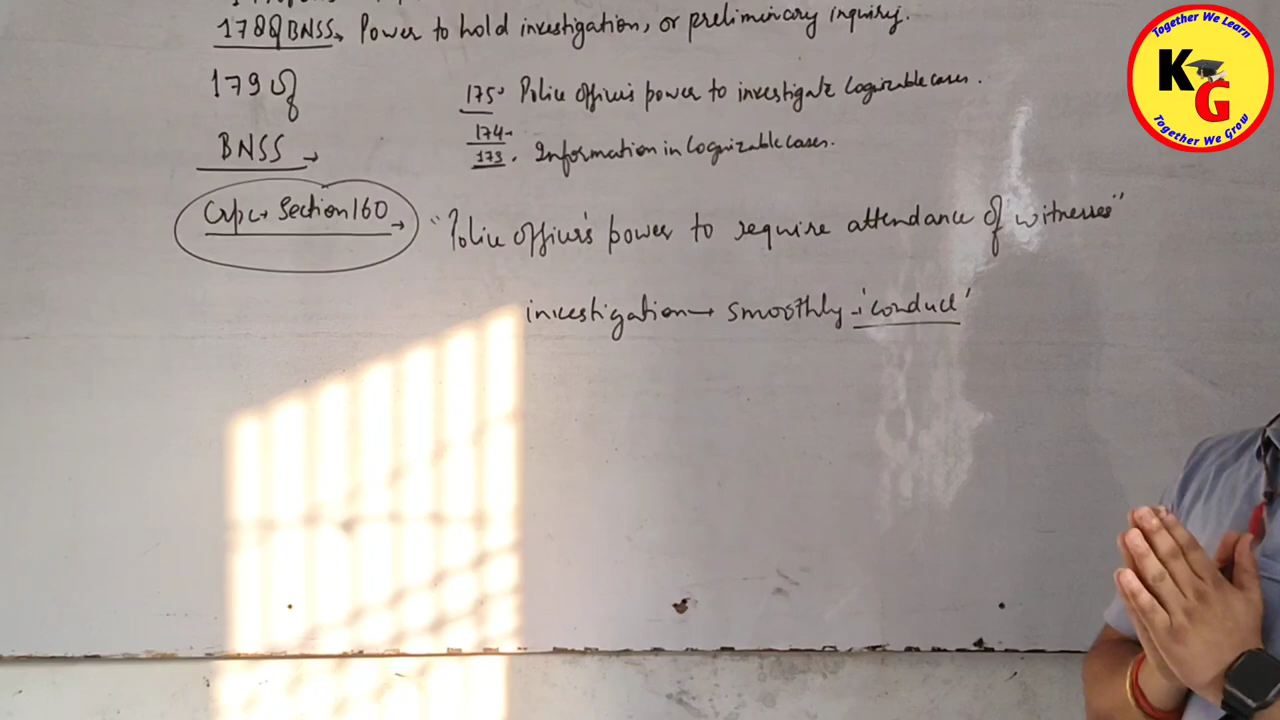 178 of BNSS → Power to hold investigation, or preliminary inquiry.
179 of
BNSS →
175 Police officer's power to investigate Cognizable cases.
174
173. Information in Cognizable cases.
Crpc → Section 160 → "Police officer's power to require attendance of witnesses"
investigation → smoothly - 'conduct'
Together We Learn
KG
Together We Grow